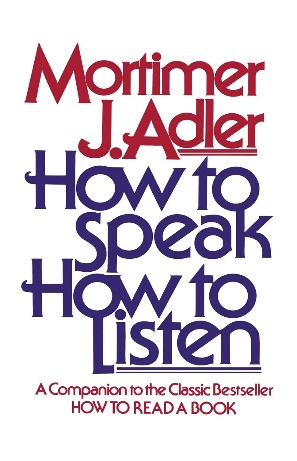 Mortimer
J. Adler
How to
Speak
How to
Listen
A Companion to the Classic Bestseller
HOW TO READ A BOOK